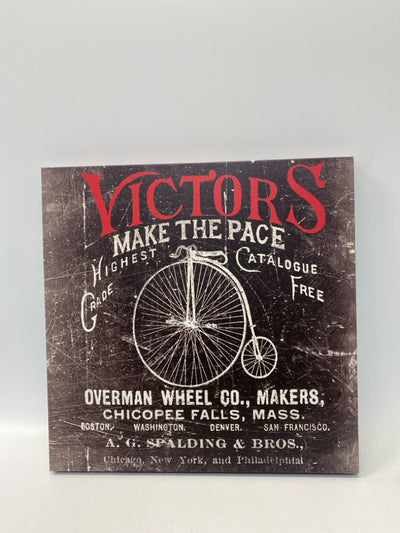 VICTORS
MAKE THE PACE
HIGHEST GRADE
CATALOGUE FREE
OVERMAN WHEEL CO., MAKERS,
CHICOPEE FALLS, MASS.
BOSTON. WASHINGTON. DENVER. SAN FRANCISCO.
A. G. SPALDING & BROS.,
Chicago, New York, and Philadelphia!